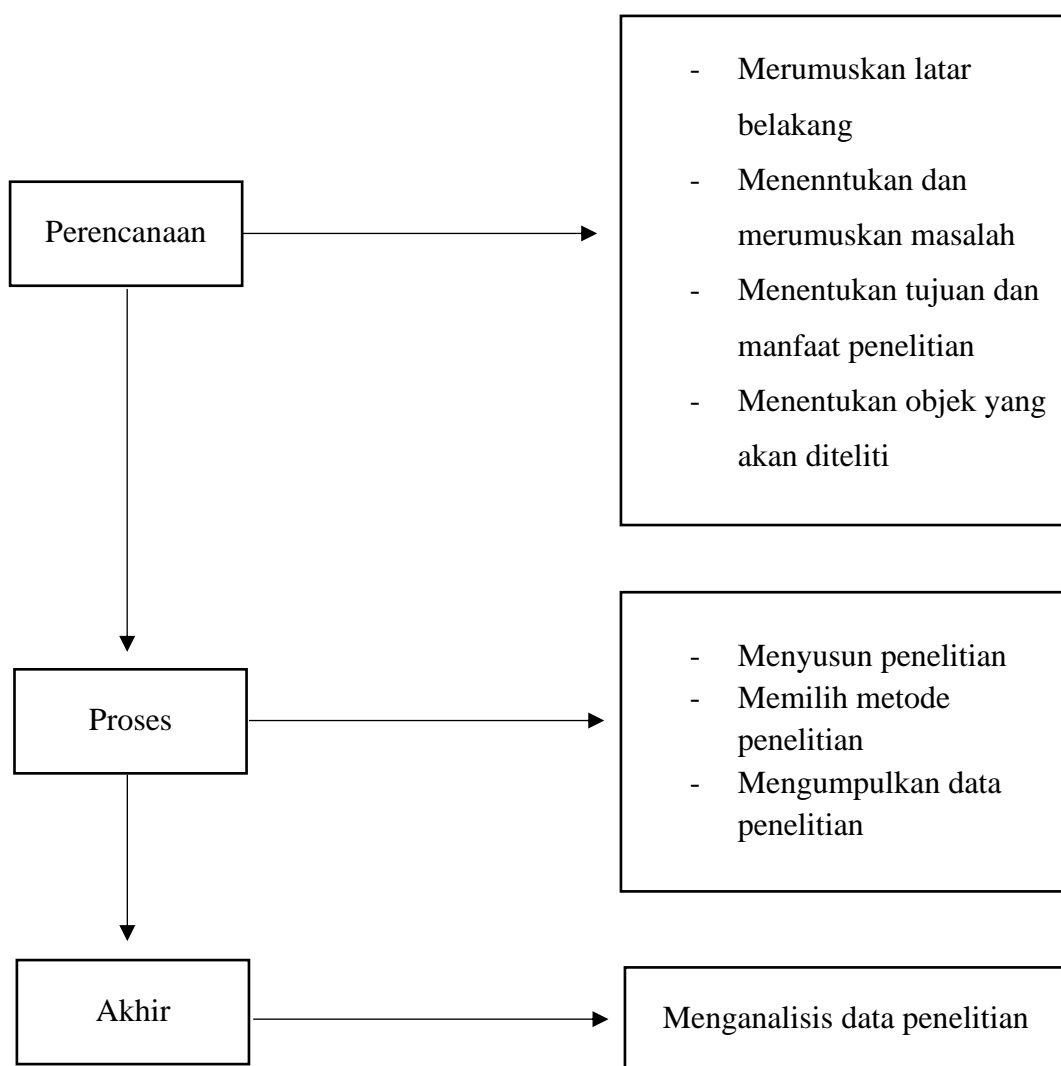 Perencanaan
- Merumuskan latar
belakang
- Menenntukan dan
merumuskan masalah
- Menentukan tujuan dan
manfaat penelitian
- Menentukan objek yang
akan diteliti
Proses
- Menyusun penelitian
- Memilih metode
penelitian
- Mengumpulkan data
penelitian
Akhir
Menganalisis data penelitian